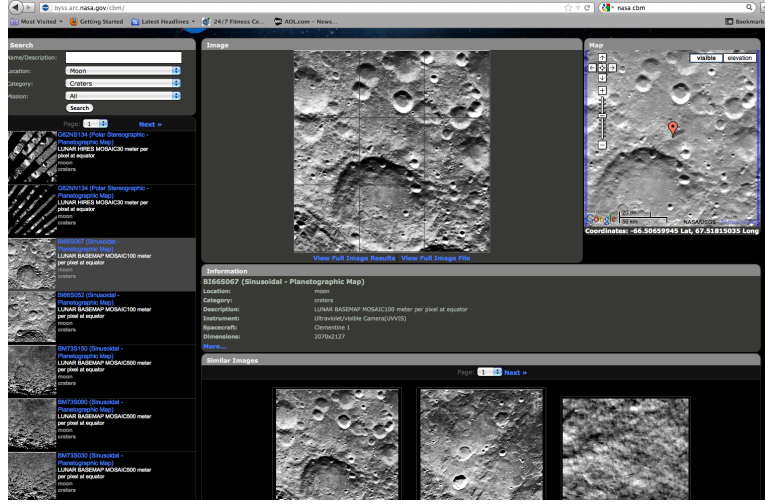 byss.arc.nasa.gov/cbm/
nasa cbm
Most Visited
Getting Started
Latest Headlines
24/7 Fitness Ce...
AOL.com – News...
Bookmark
Search
Name/Description:
Location: Moon
Category: Craters
Mission: All
Search
Page: 1 Next »
G82NS134 (Polar Stereographic -
Planetographic Map)
LUNAR HIRES MOSAIC30 meter per
pixel at equator
moon
craters
G82NN134 (Polar Stereographic -
Planetographic Map)
LUNAR HIRES MOSAIC30 meter per
pixel at equator
moon
craters
BI66S067 (Sinusoidal -
Planetographic Map)
LUNAR BASEMAP MOSAIC100 meter
per pixel at equator
moon
craters
BI66S052 (Sinusoidal -
Planetographic Map)
LUNAR BASEMAP MOSAIC100 meter
per pixel at equator
moon
craters
BM73S150 (Sinusoidal -
Planetographic Map)
LUNAR BASEMAP MOSAIC500 meter
per pixel at equator
moon
craters
BM73S090 (Sinusoidal -
Planetographic Map)
LUNAR BASEMAP MOSAIC500 meter
per pixel at equator
moon
craters
BM73S030 (Sinusoidal -
Planetographic Map)
LUNAR BASEMAP MOSAIC500 meter
per pixel at equator
moon
craters
Image
View Full Image Results
View Full Image File
Map
visible
elevation
Google
20 mi
50 km
NASA/USGS -
Coordinates: -66.50659945 Lat, 67.51815035 Long
Information
BI66S067 (Sinusoidal - Planetographic Map)
Location: moon
Category: craters
Description: LUNAR BASEMAP MOSAIC100 meter per pixel at equator
Instrument: Ultraviolet/visible Camera(UVVIS)
Spacecraft: Clementine 1
Dimensions: 2070x2127
More...
Similar Images
Page: 1 Next »